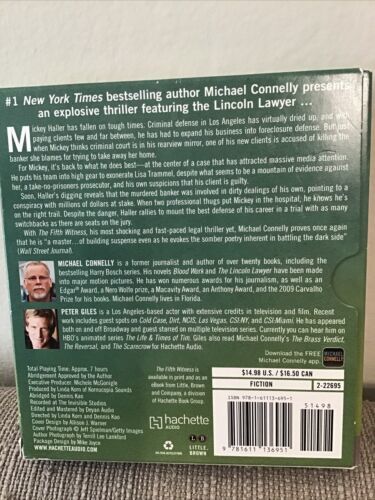 #1 New York Times bestselling author Michael Connelly presents
an explosive thriller featuring the Lincoln Lawyer ...
Mickey Haller has fallen on tough times. Criminal defense in Los Angeles has virtually dried up, and with
paying clients few and far between, he has had to expand his business into foreclosure defense. But just
when Mickey thinks criminal court is in his rearview mirror, one of his new clients is accused of killing the
banker she blames for trying to take away her home.
For Mickey, it's back to what he does best—at the center of a case that has attracted massive media attention.
He puts his team into high gear to exonerate Lisa Trammel, despite what seems to be a mountain of evidence against
her, a take-no-prisoners prosecutor, and his own suspicions that his client is guilty.
Soon, Haller's digging reveals that the murdered banker was involved in dirty dealings of his own, pointing to a
conspiracy with millions of dollars at stake. When two professional thugs put Mickey in the hospital, he knows he's
on the right trail. Despite the danger, Haller rallies to mount the best defense of his career in a trial with as many
switchbacks as there are seats on the jury.
With The Fifth Witness, his most shocking and fast-paced legal thriller yet, Michael Connelly proves once again
that he is "a master...of building suspense even as he evokes the somber poetry inherent in battling the dark side"
(Wall Street Journal).
MICHAEL CONNELLY is a former journalist and author of over twenty books, including the
bestselling Harry Bosch series. His novels Blood Work and The Lincoln Lawyer have been made
into major motion pictures. He has won numerous awards for his journalism, as well as an
Edgar® Award, a Nero Wolfe prize, a Macavity Award, an Anthony Award, and the 2009 Carvalho
Prize for his books. Michael Connelly lives in Florida.
PETER GILES is a Los Angeles-based actor with extensive credits in television and film. Recent
work includes guest spots on Cold Case, Dirt, NCIS, Las Vegas, CSI:NY, and CSI:Miami. He has
appeared both on and off Broadway and guest starred on multiple television series. Currently you can hear him on
HBO's animated series The Life & Times of Tim. Giles also read Michael Connelly's The Brass Verdict,
The Reversal, and The Scarecrow for Hachette Audio.
Download the FREE
Michael Connelly app.
MICHAEL
CONNELLY
Total Playing Time: Approx. 7 hours
Abridgement Approved by the Author
Executive Producer: Michele McGonigle
Produced by Linda Korn of Kornucopia Sounds
Abridged by Dennis Kao
Recorded at The Invisible Studios
Edited and Mastered by Deyan Audio
Directed by Linda Korn and Dennis Kao
Cover Design by Allison J. Warner
Cover Photograph © Jeff Spielman/Getty Images
Author Photograph by Terrill Lee Lankford
Package Design by Mike Joyce
WWW.HACHETTEAUDIO.COM
The Fifth Witness is
available in print and as an
ebook from Little, Brown
and Company, a division
of Hachette Book Group.
hachette
AUDIO
LB
LITTLE, BROWN
$14.98 U.S. / $16.50 CAN
FICTION
2-22695
ISBN 978-1-61113-695-1
51498
9 781611 136951